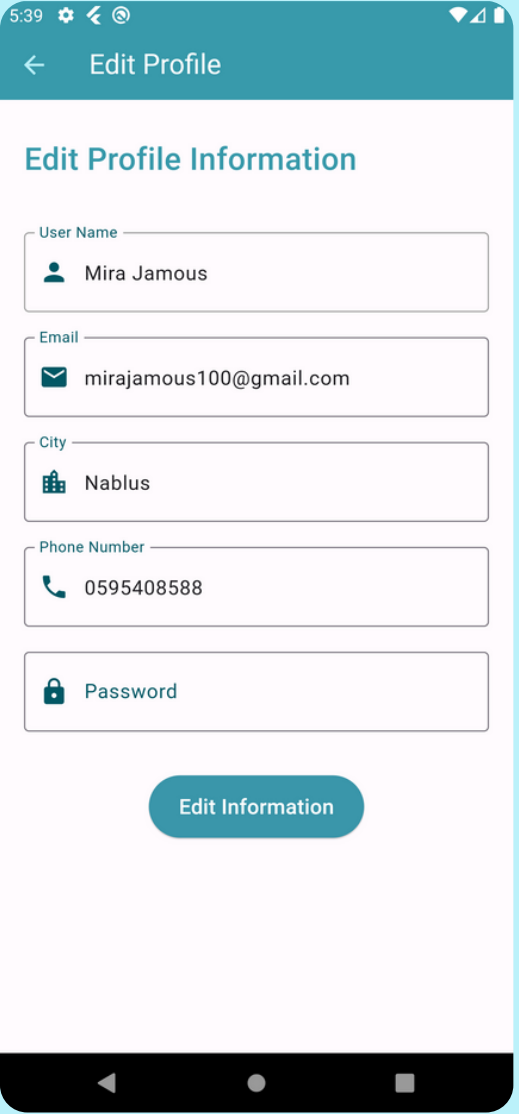 5:39
Edit Profile
Edit Profile Information
User Name
Mira Jamous
Email
mirajamous100@gmail.com
City
Nablus
Phone Number
0595408588
Password
Edit Information